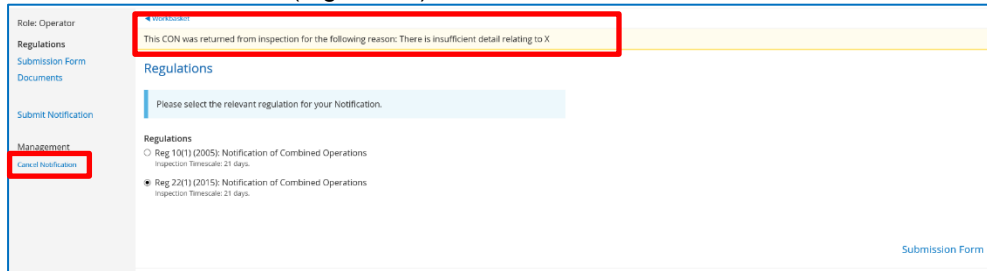 Role: Operator
Regulations
Submission Form
Documents
Submit Notification
Management
Cancel Notification
◄ Workbasket
This CON was returned from inspection for the following reason: There is insufficient detail relating to X
Regulations
Please select the relevant regulation for your Notification.
Regulations
Reg 10(1) (2005): Notification of Combined Operations
Inspection Timescale: 21 days.
Reg 22(1) (2015): Notification of Combined Operations
Inspection Timescale: 21 days.
Submission Form